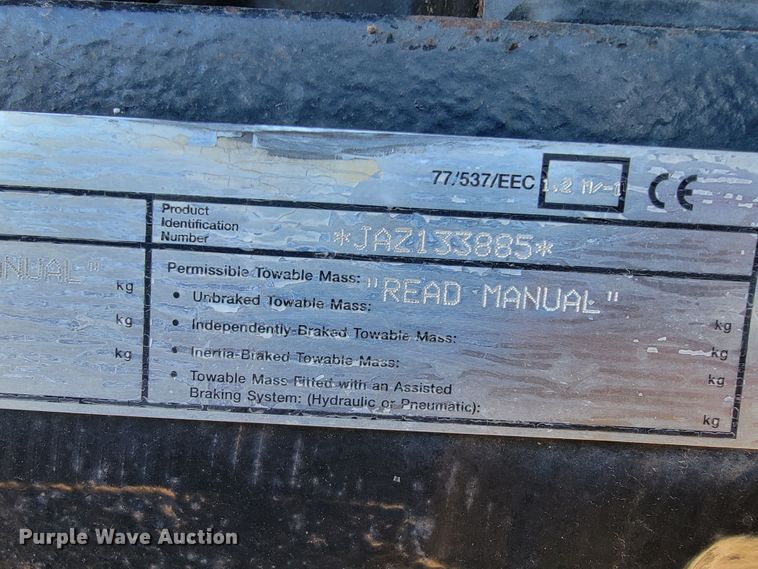 77/537/EEC 1.2 M/-1 CE
Product
Identification
Number *JAZ133885*
ANUAL"
kg
kg
kg
Permissible Towable Mass: "READ MANUAL"
• Unbraked Towable Mass: kg
• Independently-Braked Towable Mass: kg
• Inertia-Braked Towable Mass: kg
• Towable Mass Fitted with an Assisted
Braking System: (Hydraulic or Pneumatic): kg
Purple Wave Auction®